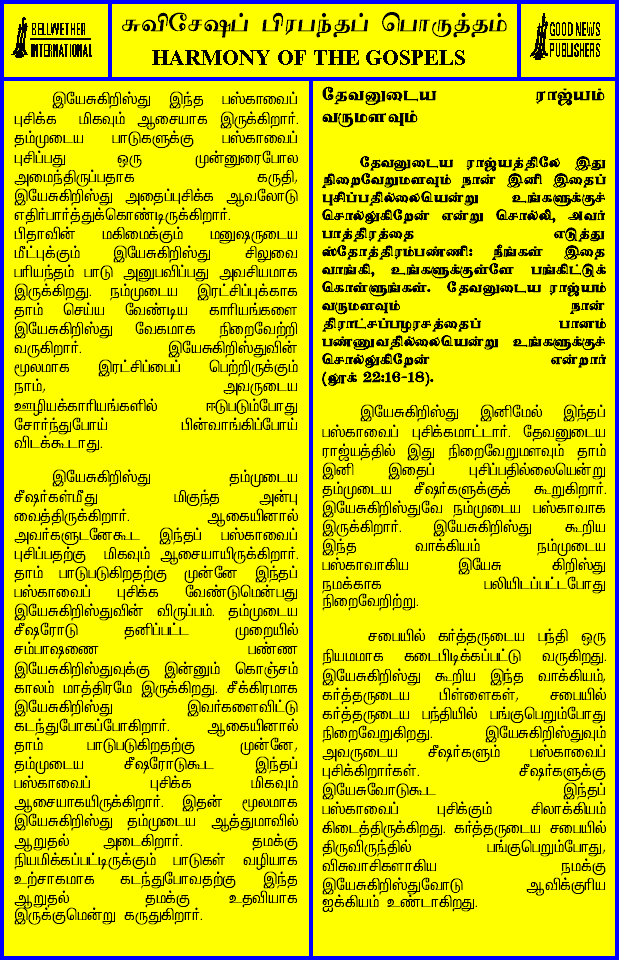 BELLWETHER
INTERNATIONAL
சுவிசேஷப் பிரபந்தப் பொருத்தம்
HARMONY OF THE GOSPELS
GOOD NEWS
PUBLISHERS
இயேசுகிறிஸ்து இந்த பஸ்காவைப்
புசிக்க மிகவும் ஆசையாக இருக்கிறார்.
தம்முடைய பாடுகளுக்கு பஸ்காவைப்
புசிப்பது ஒரு முன்னுரைபோல
அமைந்திருப்பதாக கருதி,
இயேசுகிறிஸ்து அதைப்புசிக்க ஆவலோடு
எதிர்பார்த்துக்கொண்டிருக்கிறார்.
பிதாவின் மகிமைக்கும் மனுஷருடைய
மீட்புக்கும் இயேசுகிறிஸ்து சிலுவை
பரியந்தம் பாடு அனுபவிப்பது அவசியமாக
இருக்கிறது. நம்முடைய இரட்சிப்புக்காக
தாம் செய்ய வேண்டிய காரியங்களை
இயேசுகிறிஸ்து வேகமாக நிறைவேற்றி
வருகிறார். இயேசுகிறிஸ்துவின்
மூலமாக இரட்சிப்பைப் பெற்றிருக்கும்
நாம், அவருடைய
ஊழியக்காரியங்களில் ஈடுபடும்போது
சோர்ந்துபோய் பின்வாங்கிப்போய்
விடக்கூடாது.
இயேசுகிறிஸ்து தம்முடைய
சீஷர்கள்மீது மிகுந்த அன்பு
வைத்திருக்கிறார். ஆகையினால்
அவர்களுடனேகூட இந்தப் பஸ்காவைப்
புசிப்பதற்கு மிகவும் ஆசையாயிருக்கிறார்.
தாம் பாடுபடுகிறதற்கு முன்னே இந்தப்
பஸ்காவைப் புசிக்க வேண்டுமென்பது
இயேசுகிறிஸ்துவின் விருப்பம். தம்முடைய
சீஷரோடு தனிப்பட்ட முறையில்
சம்பாஷணை பண்ண
இயேசுகிறிஸ்துவுக்கு இன்னும் கொஞ்சம்
காலம் மாத்திரமே இருக்கிறது. சீக்கிரமாக
இயேசுகிறிஸ்து இவர்களைவிட்டு
கடந்துபோகப்போகிறார். ஆகையினால்
தாம் பாடுபடுகிறதற்கு முன்னே,
தம்முடைய சீஷரோடுகூட இந்தப்
பஸ்காவைப் புசிக்க மிகவும்
ஆசையாகயிருக்கிறார். இதன் மூலமாக
இயேசுகிறிஸ்து தம்முடைய ஆத்துமாவில்
ஆறுதல் அடைகிறார். தமக்கு
நியமிக்கப்பட்டிருக்கும் பாடுகள் வழியாக
உற்சாகமாக கடந்துபோவதற்கு இந்த
ஆறுதல் தமக்கு உதவியாக
இருக்குமென்று கருதுகிறார்.
தேவனுடைய ராஜ்யம்
வருமளவும்
தேவனுடைய ராஜ்யத்திலே இது
நிறைவேறுமளவும் நான் இனி இதைப்
புசிப்பதில்லையென்று உங்களுக்குச்
சொல்லுகிறேன் என்று சொல்லி, அவர்
பாத்திரத்தை எடுத்து
ஸ்தோத்திரம்பண்ணி: நீங்கள் இதை
வாங்கி, உங்களுக்குள்ளே பங்கிட்டுக்
கொள்ளுங்கள். தேவனுடைய ராஜ்யம்
வருமளவும் நான்
திராட்சப்பழரசத்தைப் பானம்
பண்ணுவதில்லையென்று உங்களுக்குச்
சொல்லுகிறேன் என்றார்
(லூக் 22:16-18).
இயேசுகிறிஸ்து இனிமேல் இந்தப்
பஸ்காவைப் புசிக்கமாட்டார். தேவனுடைய
ராஜ்யத்தில் இது நிறைவேறுமளவும் தாம்
இனி இதைப் புசிப்பதில்லையென்று
தம்முடைய சீஷர்களுக்குக் கூறுகிறார்.
இயேசுகிறிஸ்துவே நம்முடைய பஸ்காவாக
இருக்கிறார். இயேசுகிறிஸ்து கூறிய
இந்த வாக்கியம் நம்முடைய
பஸ்காவாகிய இயேசு கிறிஸ்து
நமக்காக பலியிடப்பட்டபோது
நிறைவேறிற்று.
சபையில் கர்த்தருடைய பந்தி ஒரு
நியமமாக கடைபிடிக்கப்பட்டு வருகிறது.
இயேசுகிறிஸ்து கூறிய இந்த வாக்கியம்,
கர்த்தருடைய பிள்ளைகள், சபையில்
கர்த்தருடைய பந்தியில் பங்குபெறும்போது
நிறைவேறுகிறது. இயேசுகிறிஸ்துவும்
அவருடைய சீஷர்களும் பஸ்காவைப்
புசிக்கிறார்கள். சீஷர்களுக்கு
இயேசுவோடுகூட இந்தப்
பஸ்காவைப் புசிக்கும் சிலாக்கியம்
கிடைத்திருக்கிறது. கர்த்தருடைய சபையில்
திருவிருந்தில் பங்குபெறும்போது,
விசுவாசிகளாகிய நமக்கு
இயேசுகிறிஸ்துவோடு ஆவிக்குரிய
ஐக்கியம் உண்டாகிறது.